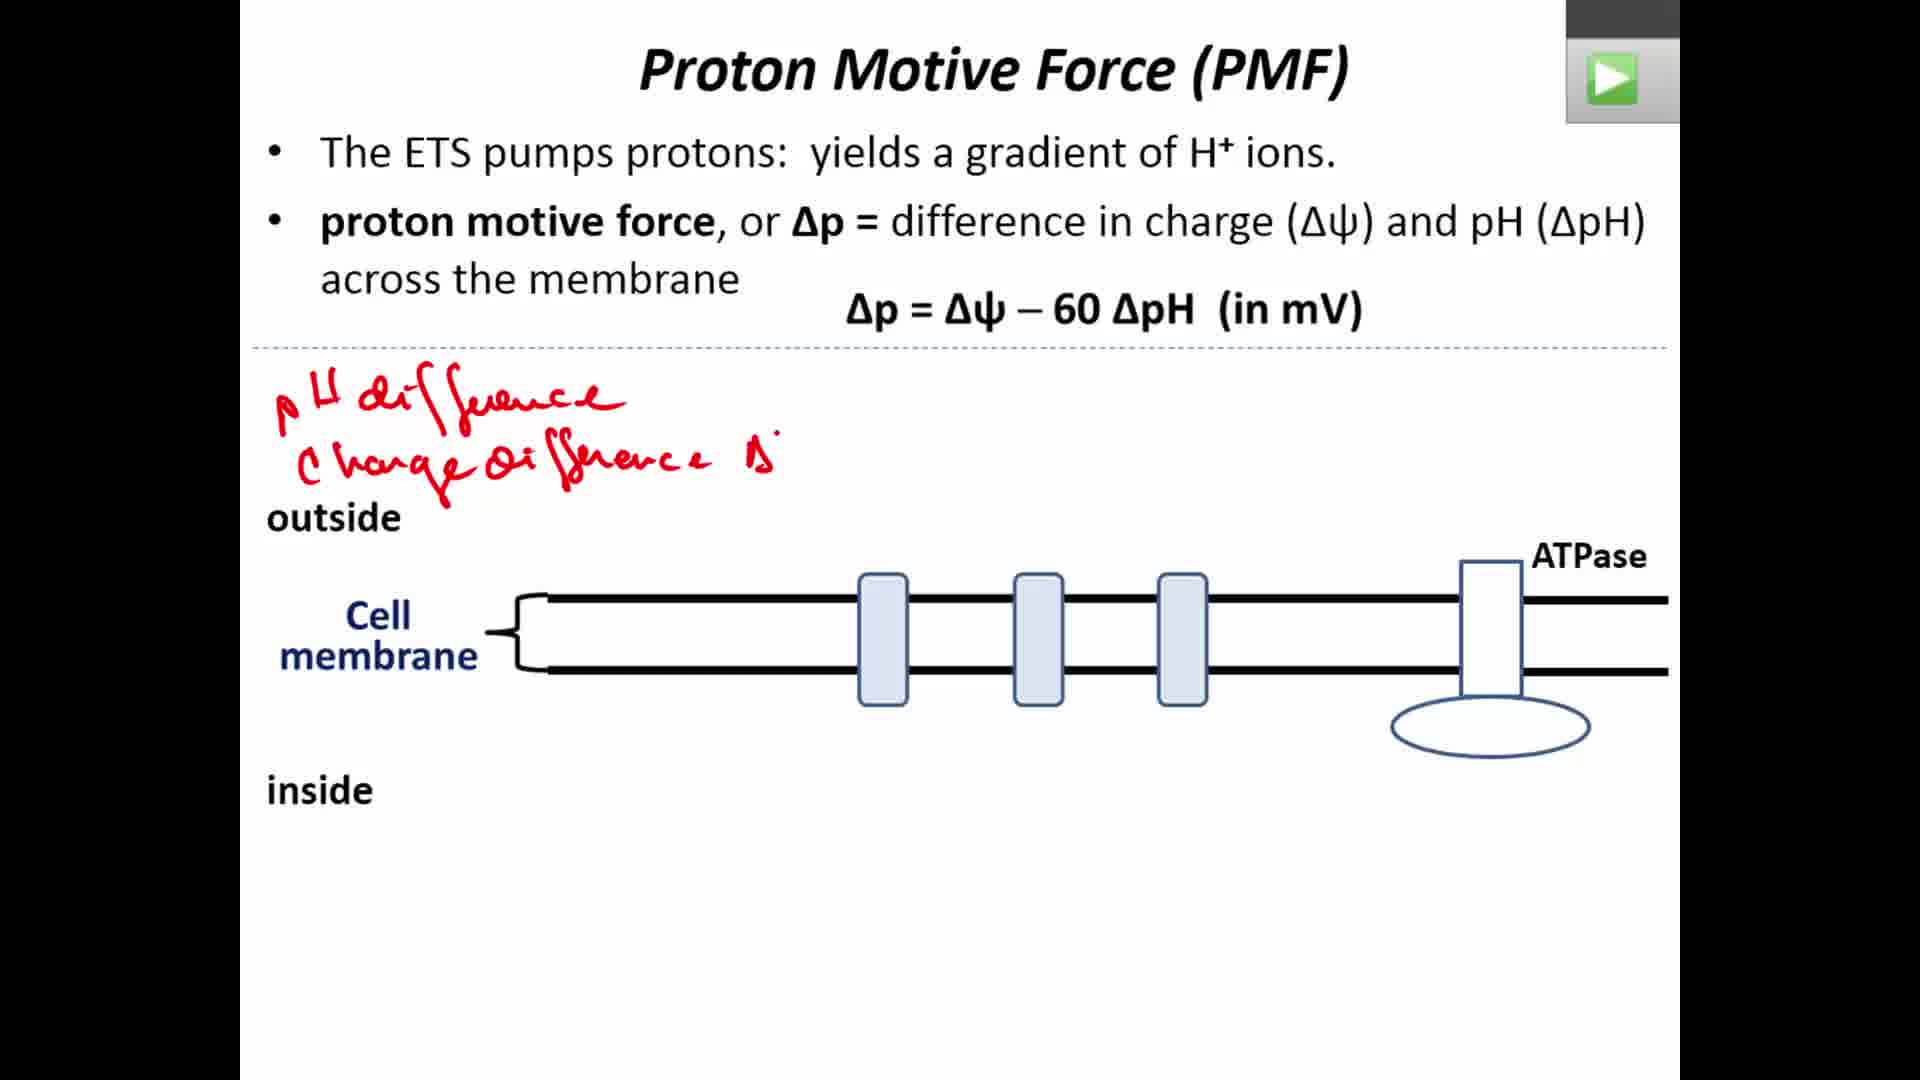 Proton Motive Force (PMF)
• The ETS pumps protons: yields a gradient of H⁺ ions.
• proton motive force, or Δp = difference in charge (Δψ) and pH (ΔpH)
across the membrane
Δp = Δψ – 60 ΔpH (in mV)
pH difference
Charge difference Δ
outside
ATPase
Cell
membrane
inside